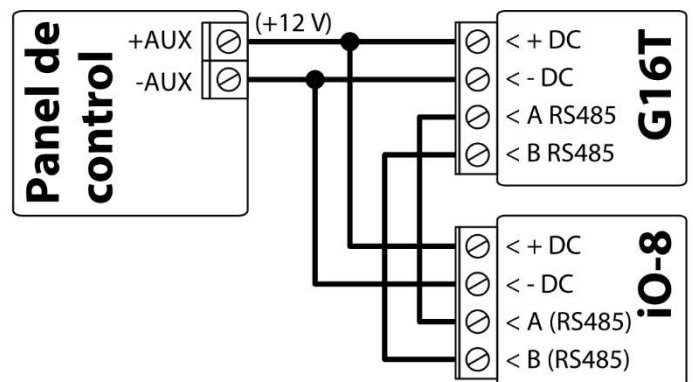 Panel de
control
+AUX
-AUX
(+12 V)
< + DC
< - DC
< A RS485
< B RS485
G16T
< + DC
< - DC
< A (RS485)
< B (RS485)
iO-8